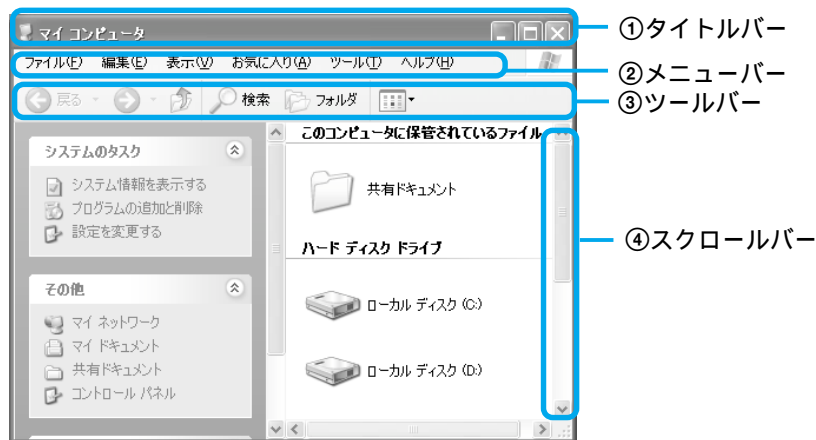 マイ コンピュータ
①タイトルバー
ファイル(F) 編集(E) 表示(V) お気に入り(A) ツール(T) ヘルプ(H)
②メニューバー
戻る 検索 フォルダ
③ツールバー
システムのタスク
システム情報を表示する
プログラムの追加と削除
設定を変更する
その他
マイ ネットワーク
マイ ドキュメント
共有ドキュメント
コントロール パネル
このコンピュータに保管されているファイル
共有ドキュメント
ハード ディスク ドライブ
ローカル ディスク (C:)
ローカル ディスク (D:)
④スクロールバー